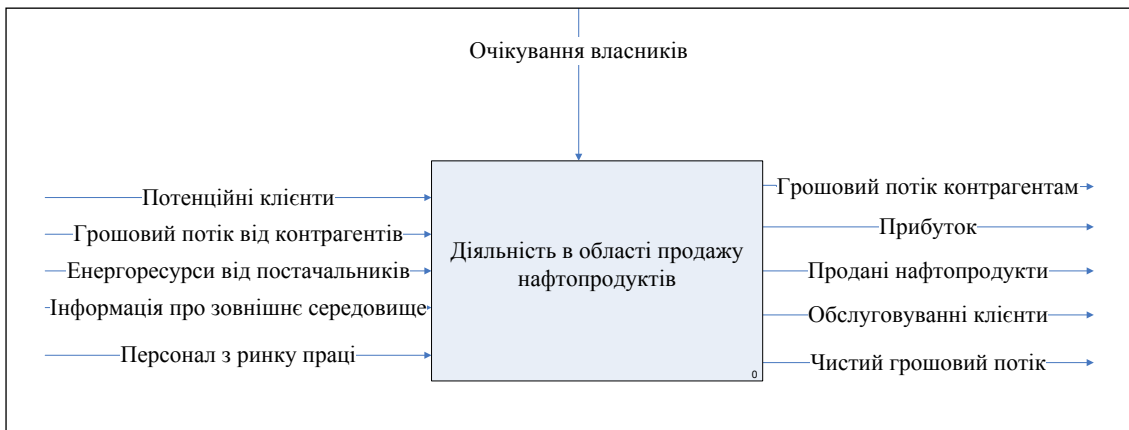 Очікування власників
Потенційні клієнти
Грошовий потік від контрагентів
Енергоресурси від постачальників
Інформація про зовнішнє середовище
Персонал з ринку праці
Діяльність в області продажу
нафтопродуктів
0
Грошовий потік контрагентам
Прибуток
Продані нафтопродукти
Обслуговуванні клієнти
Чистий грошовий потік